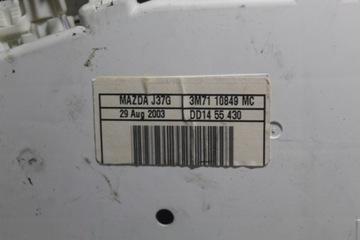 MAZDA J37G 3M71 10849 MC
29 Aug 2003 DD14 55 430